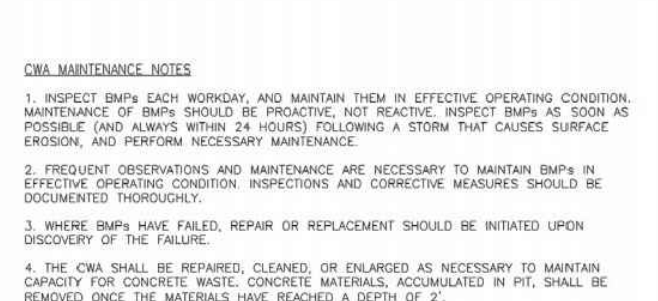 CWA MAINTENANCE NOTES
1. INSPECT BMPs EACH WORKDAY, AND MAINTAIN THEM IN EFFECTIVE OPERATING CONDITION.
MAINTENANCE OF BMPs SHOULD BE PROACTIVE, NOT REACTIVE. INSPECT BMPs AS SOON AS
POSSIBLE (AND ALWAYS WITHIN 24 HOURS) FOLLOWING A STORM THAT CAUSES SURFACE
EROSION, AND PERFORM NECESSARY MAINTENANCE.
2. FREQUENT OBSERVATIONS AND MAINTENANCE ARE NECESSARY TO MAINTAIN BMPs IN
EFFECTIVE OPERATING CONDITION. INSPECTIONS AND CORRECTIVE MEASURES SHOULD BE
DOCUMENTED THOROUGHLY.
3. WHERE BMPs HAVE FAILED, REPAIR OR REPLACEMENT SHOULD BE INITIATED UPON
DISCOVERY OF THE FAILURE.
4. THE CWA SHALL BE REPAIRED, CLEANED, OR ENLARGED AS NECESSARY TO MAINTAIN
CAPACITY FOR CONCRETE WASTE. CONCRETE MATERIALS, ACCUMULATED IN PIT, SHALL BE
REMOVED ONCE THE MATERIALS HAVE REACHED A DEPTH OF 2'.